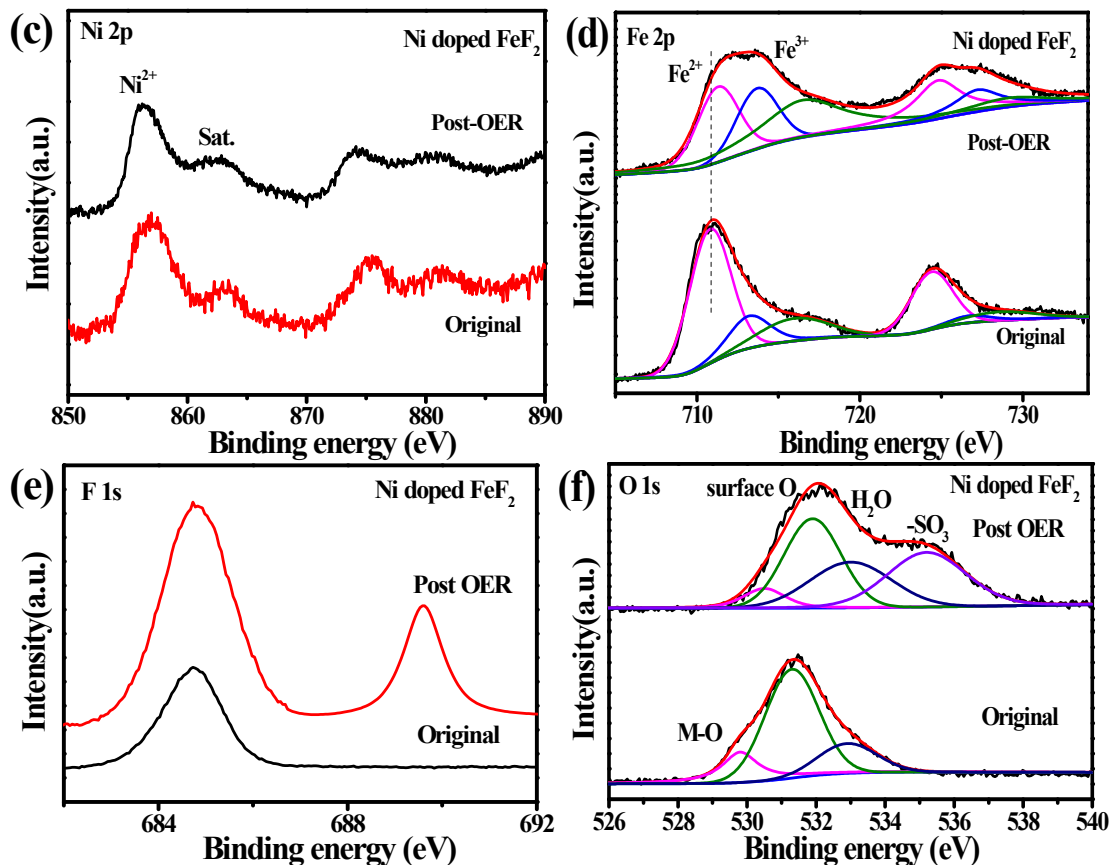 (c)
Ni 2p
Ni doped FeF2
Ni2+
Sat.
Post-OER
Original
Intensity(a.u.)
850 860 870 880 890
Binding energy (eV)
(d)
Fe 2p
Ni doped FeF2
Fe2+
Fe3+
Post-OER
Original
Intensity(a.u.)
710 720 730
Binding energy (eV)
(e)
F 1s
Ni doped FeF2
Post OER
Original
Intensity(a.u.)
684 688 692
Binding energy (eV)
(f)
O 1s
surface O
Ni doped FeF2
H2O
Post OER
-SO3
M-O
Original
Intensity(a.u.)
526 528 530 532 534 536 538 540
Binding energy (eV)